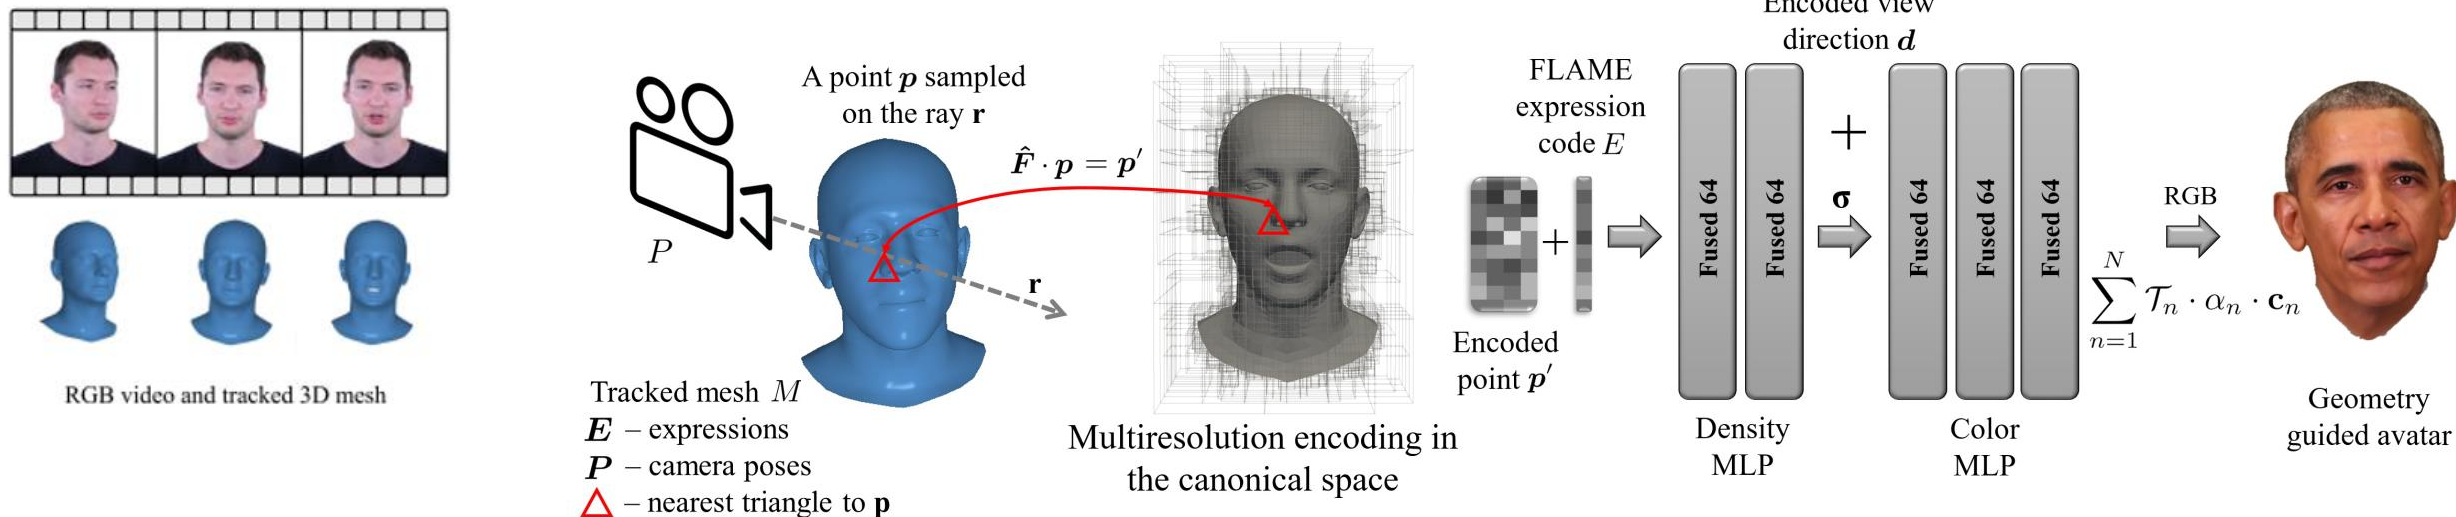 RGB video and tracked 3D mesh
A point p sampled
on the ray r
P
r
Tracked mesh M
E – expressions
P – camera poses
– nearest triangle to p
F̂ · p = p′
Multiresolution encoding in
the canonical space
FLAME
expression
code E
+
Encoded
point p′
Fused 64
Fused 64
Density
MLP
Encoded view
direction d
+
σ
Fused 64
Fused 64
Fused 64
Color
MLP
RGB
N
∑ 𝒯n · αn · cn
n=1
Geometry
guided avatar